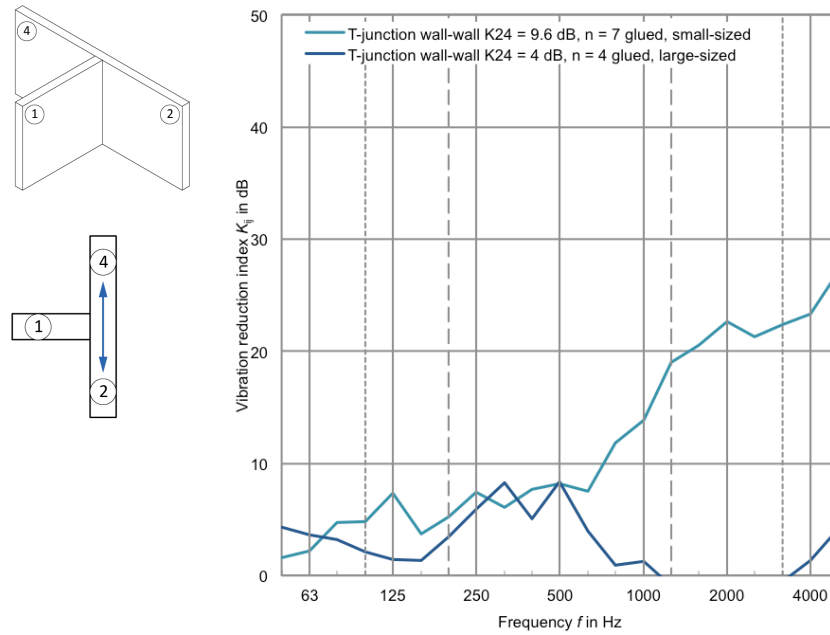 4
1
2
4
1
2
T-junction wall-wall K24 = 9.6 dB, n = 7 glued, small-sized
T-junction wall-wall K24 = 4 dB, n = 4 glued, large-sized
Vibration reduction index Kij in dB
50
40
30
20
10
0
63 125 250 500 1000 2000 4000
Frequency f in Hz